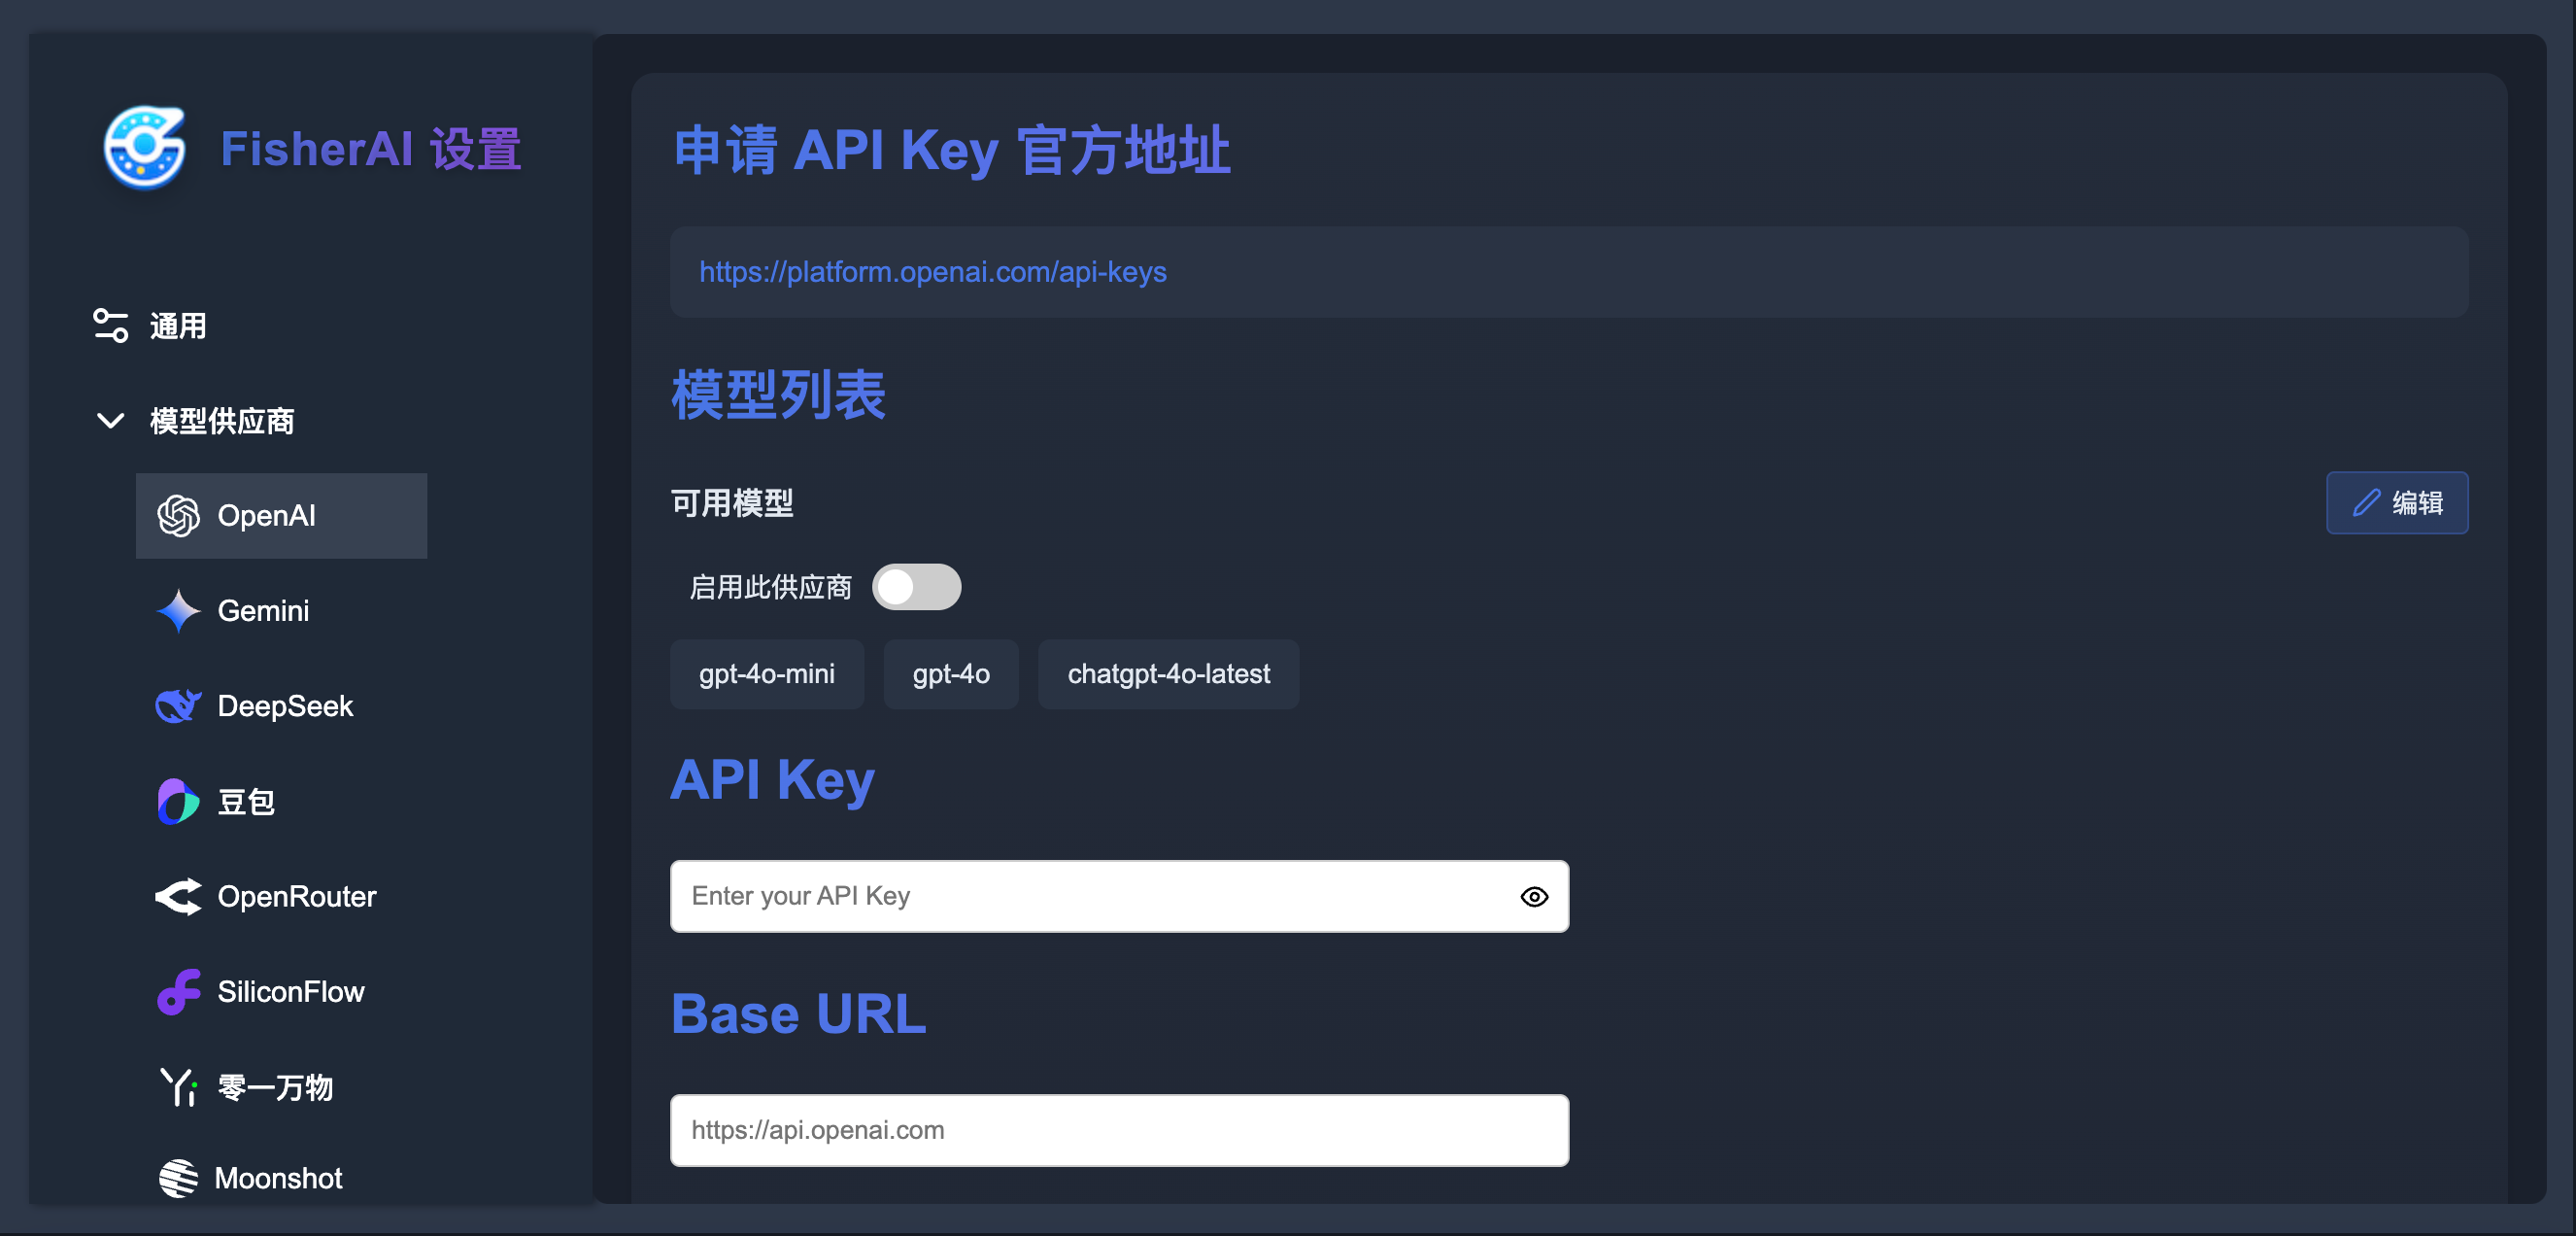 FisherAI 设置
通用
模型供应商
OpenAI
Gemini
DeepSeek
豆包
OpenRouter
SiliconFlow
零一万物
Moonshot
申请 API Key 官方地址
https://platform.openai.com/api-keys
模型列表
可用模型
编辑
启用此供应商
gpt-4o-mini gpt-4o chatgpt-4o-latest
API Key
Enter your API Key
Base URL
https://api.openai.com